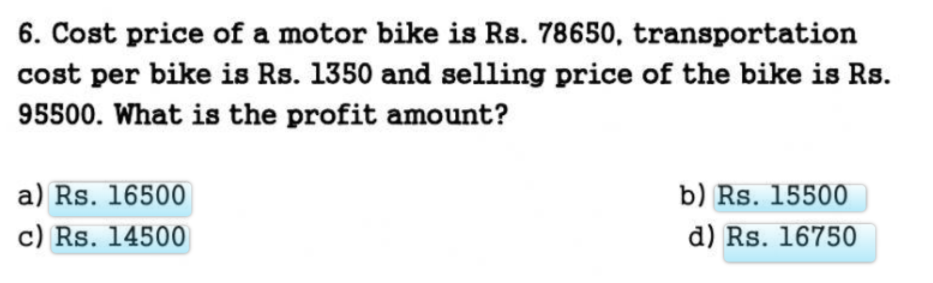 6. Cost price of a motor bike is Rs. 78650, transportation
cost per bike is Rs. 1350 and selling price of the bike is Rs.
95500. What is the profit amount?
a) Rs. 16500 b) Rs. 15500
c) Rs. 14500 d) Rs. 16750